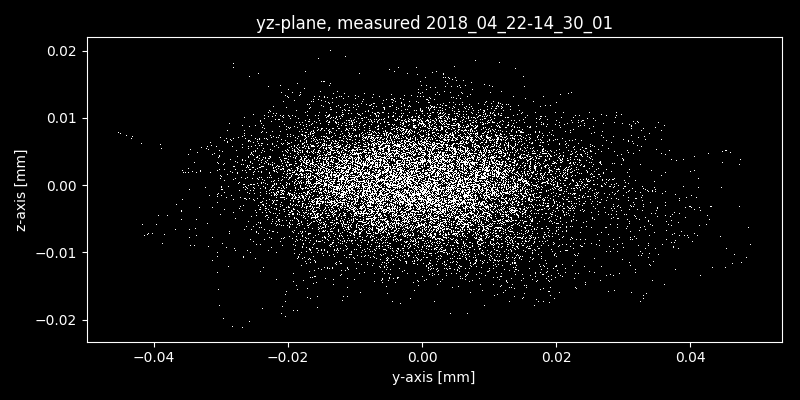 yz-plane, measured 2018_04_22-14_30_01
0.02
0.01
0.00
−0.01
−0.02
z-axis [mm]
−0.04 −0.02 0.00 0.02 0.04
y-axis [mm]